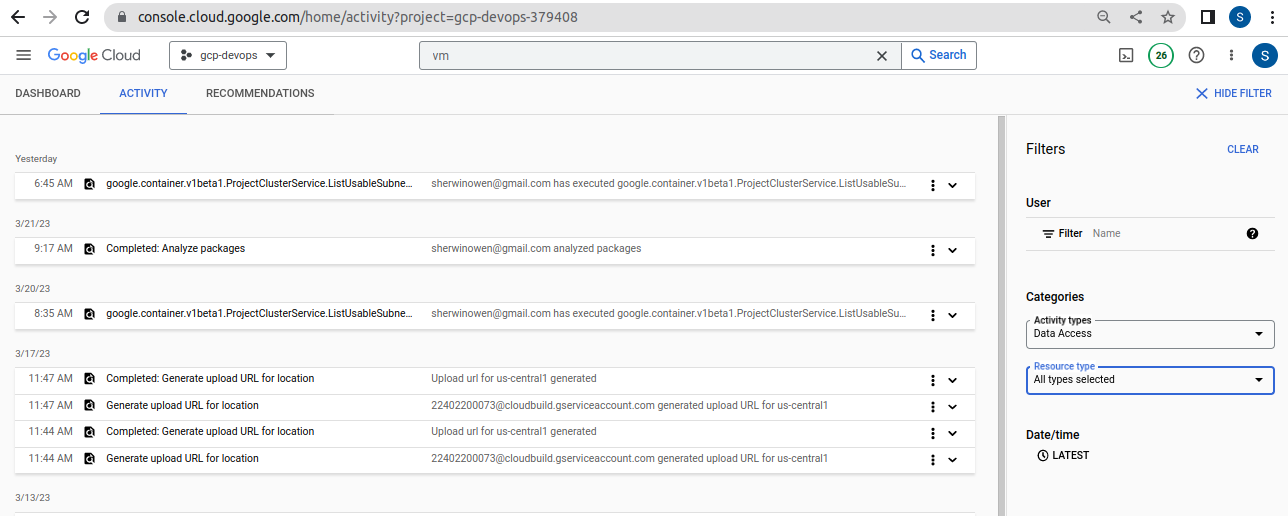 console.cloud.google.com/home/activity?project=gcp-devops-379408
S
Google Cloud
gcp-devops
vm
Search
26
S
DASHBOARD
ACTIVITY
RECOMMENDATIONS
HIDE FILTER
Yesterday
6:45 AM google.container.v1beta1.ProjectClusterService.ListUsableSubne... sherwinowen@gmail.com has executed google.container.v1beta1.ProjectClusterService.ListUsableSu...
3/21/23
9:17 AM Completed: Analyze packages sherwinowen@gmail.com analyzed packages
3/20/23
8:35 AM google.container.v1beta1.ProjectClusterService.ListUsableSubne... sherwinowen@gmail.com has executed google.container.v1beta1.ProjectClusterService.ListUsableSu...
3/17/23
11:47 AM Completed: Generate upload URL for location Upload url for us-central1 generated
11:47 AM Generate upload URL for location 22402200073@cloudbuild.gserviceaccount.com generated upload URL for us-central1
11:44 AM Completed: Generate upload URL for location Upload url for us-central1 generated
11:44 AM Generate upload URL for location 22402200073@cloudbuild.gserviceaccount.com generated upload URL for us-central1
3/13/23
Filters
CLEAR
User
Filter Name
Categories
Activity types
Data Access
Resource type
All types selected
Date/time
LATEST